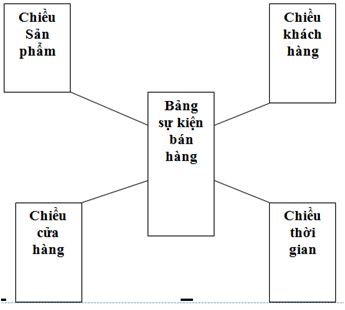 Chiều
Sản
phẩm
Chiều
khách
hàng
Bảng
sự kiện
bán
hàng
Chiều
cửa
hàng
Chiều
thời
gian